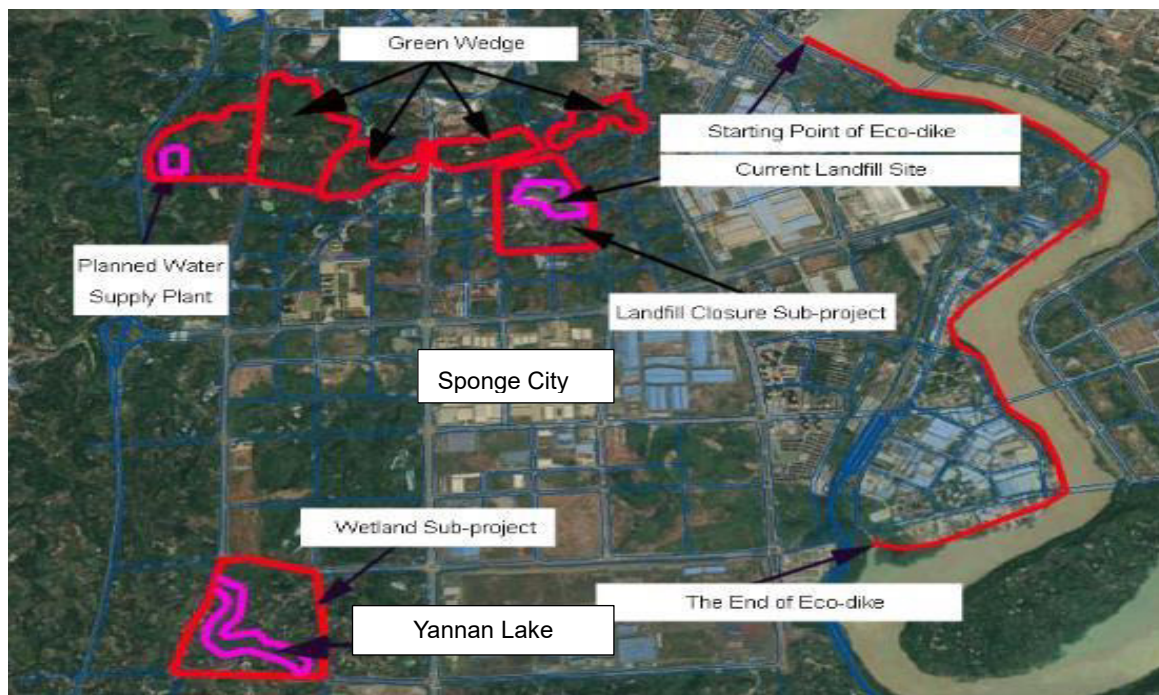 Green Wedge
Starting Point of Eco-dike
Current Landfill Site
Planned Water
Supply Plant
Landfill Closure Sub-project
Sponge City
Wetland Sub-project
The End of Eco-dike
Yannan Lake